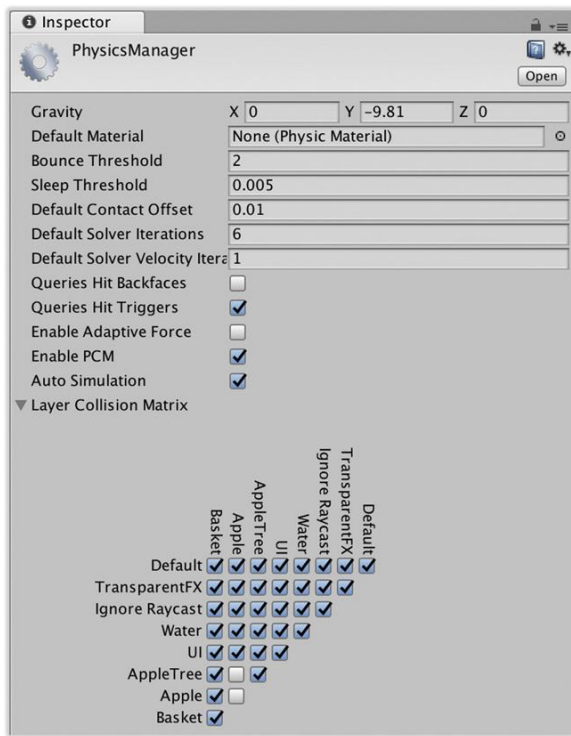 Inspector
PhysicsManager
Open
Gravity X 0 Y -9.81 Z 0
Default Material None (Physic Material)
Bounce Threshold 2
Sleep Threshold 0.005
Default Contact Offset 0.01
Default Solver Iterations 6
Default Solver Velocity Itera 1
Queries Hit Backfaces
Queries Hit Triggers
Enable Adaptive Force
Enable PCM
Auto Simulation
Layer Collision Matrix
Basket
Apple
AppleTree
UI
Water
Ignore Raycast
TransparentFX
Default
Default
TransparentFX
Ignore Raycast
Water
UI
AppleTree
Apple
Basket